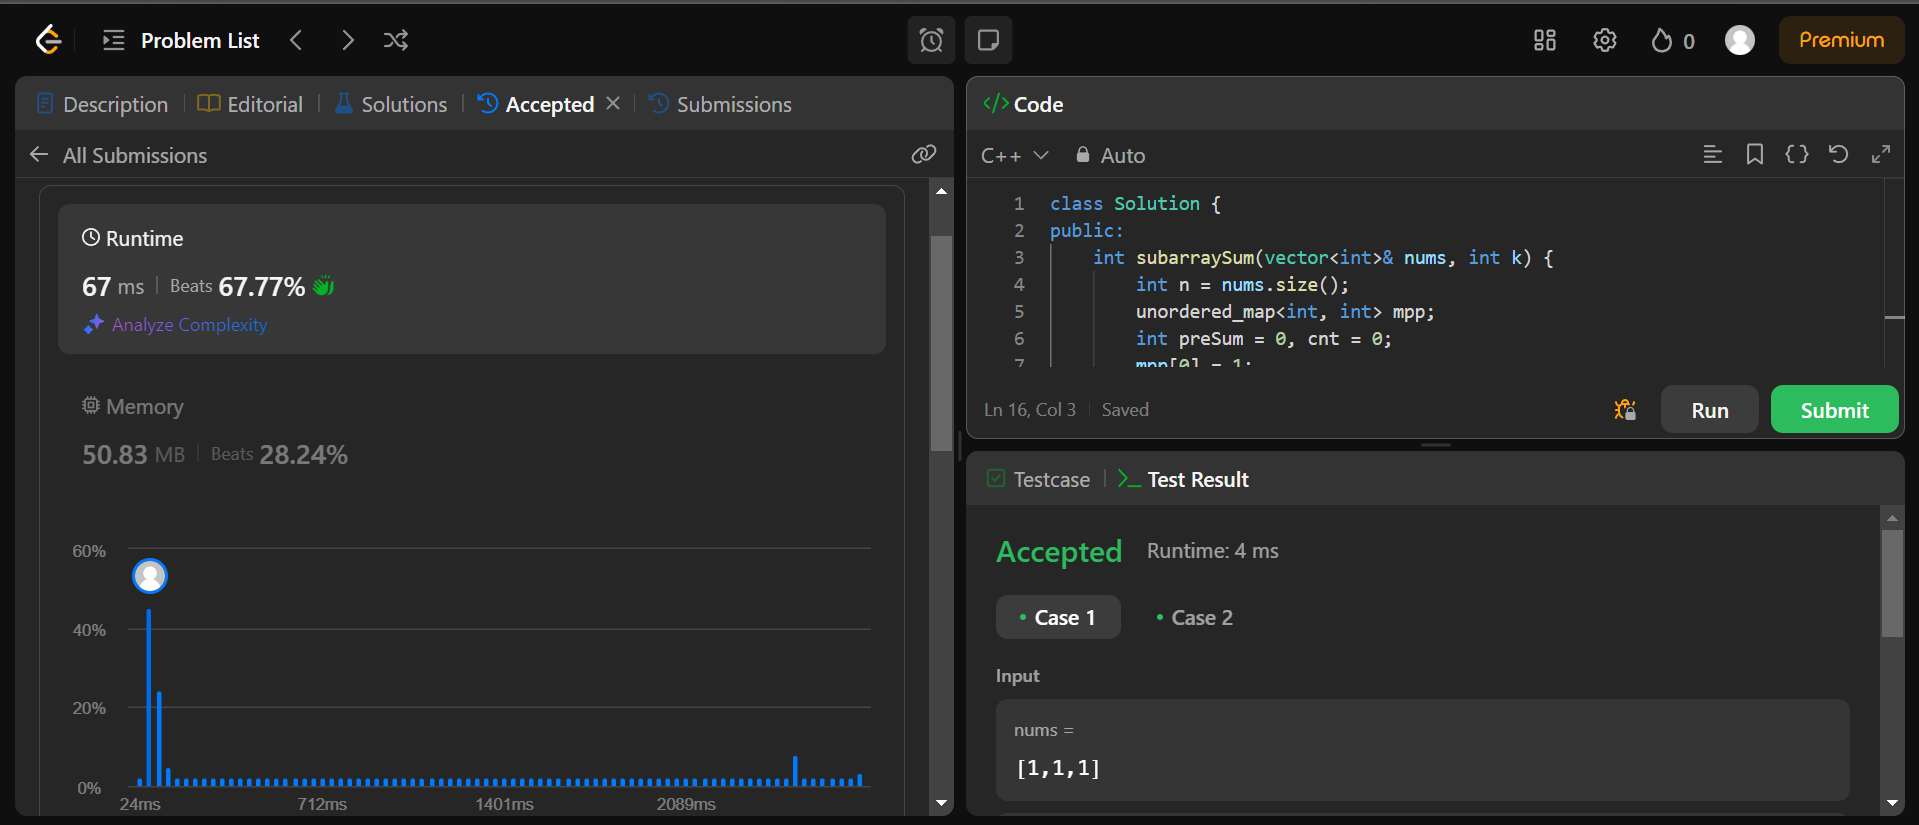 Problem List
0
Premium
Description
Editorial
Solutions
Accepted
Submissions
All Submissions
Runtime
67 ms
Beats 67.77%
Analyze Complexity
Memory
50.83 MB
Beats 28.24%
60%
40%
20%
0%
24ms 712ms 1401ms 2089ms
</> Code
C++
Auto
1 class Solution {
2 public:
3 int subarraySum(vector<int>& nums, int k) {
4 int n = nums.size();
5 unordered_map<int, int> mpp;
6 int preSum = 0, cnt = 0;
7 mpp[0] = 1;
Ln 16, Col 3
Saved
Run
Submit
Testcase
Test Result
Accepted
Runtime: 4 ms
Case 1
Case 2
Input
nums =
[1,1,1]